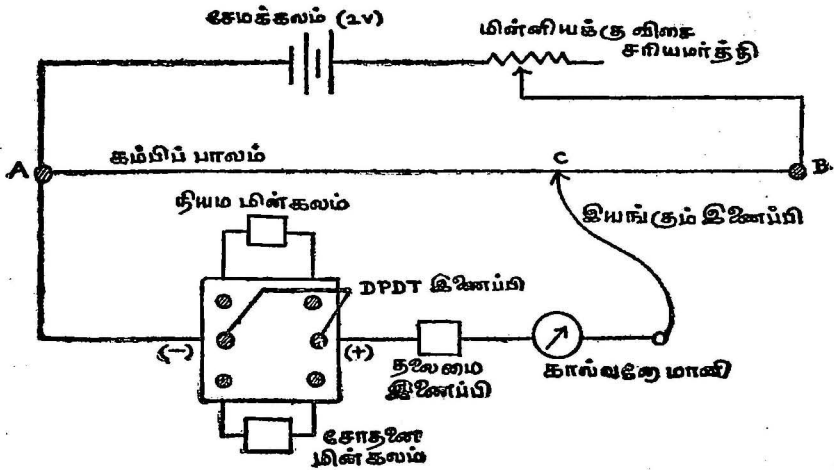 சேமக்கலம் (2V)
மின்னியக்கு விசை
சரியமர்த்தி
A
கம்பிப் பாலம்
C
B
நியம மின்கலம்
இயங்கும் இணைப்பி
DPDT இணைப்பி
(-)
(+)
தலைமை
இணைப்பி
கால்வனோமானி
சோதனை
மின்கலம்